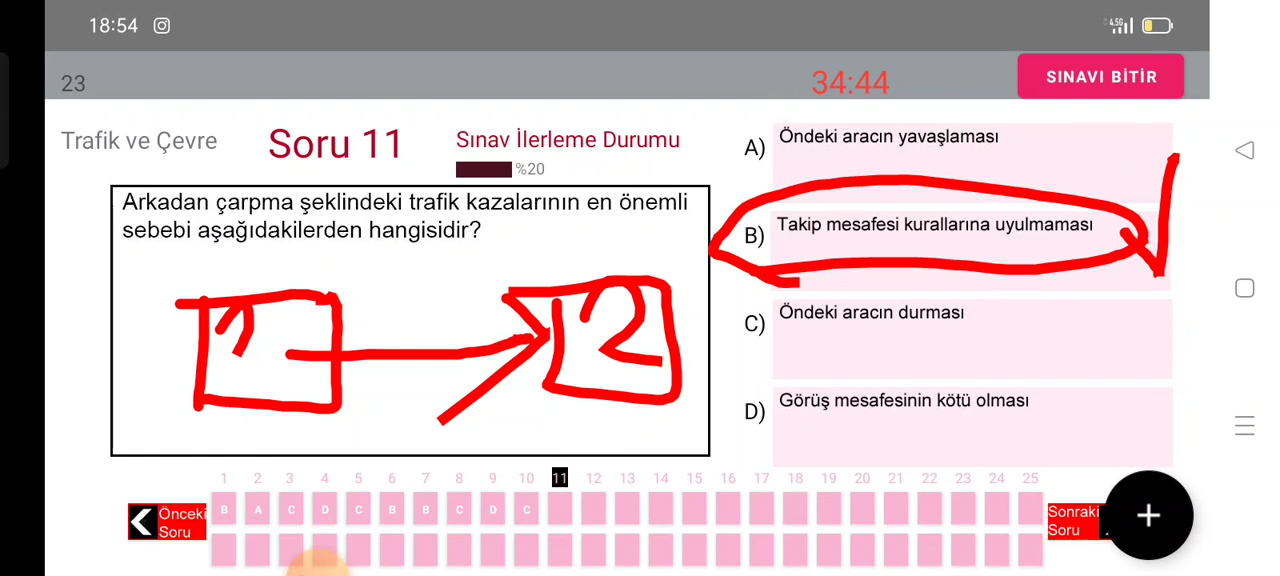 18:54
4.5G
23
34:44
SINAVI BİTİR
Trafik ve Çevre
Soru 11
Sınav İlerleme Durumu
%20
Arkadan çarpma şeklindeki trafik kazalarının en önemli
sebebi aşağıdakilerden hangisidir?
1
2
A) Öndeki aracın yavaşlaması
B) Takip mesafesi kurallarına uyulmaması
C) Öndeki aracın durması
D) Görüş mesafesinin kötü olması
1 2 3 4 5 6 7 8 9 10 11 12 13 14 15 16 17 18 19 20 21 22 23 24 25
Önceki
Soru
B A C D C B B C D C
Sonraki
Soru
+